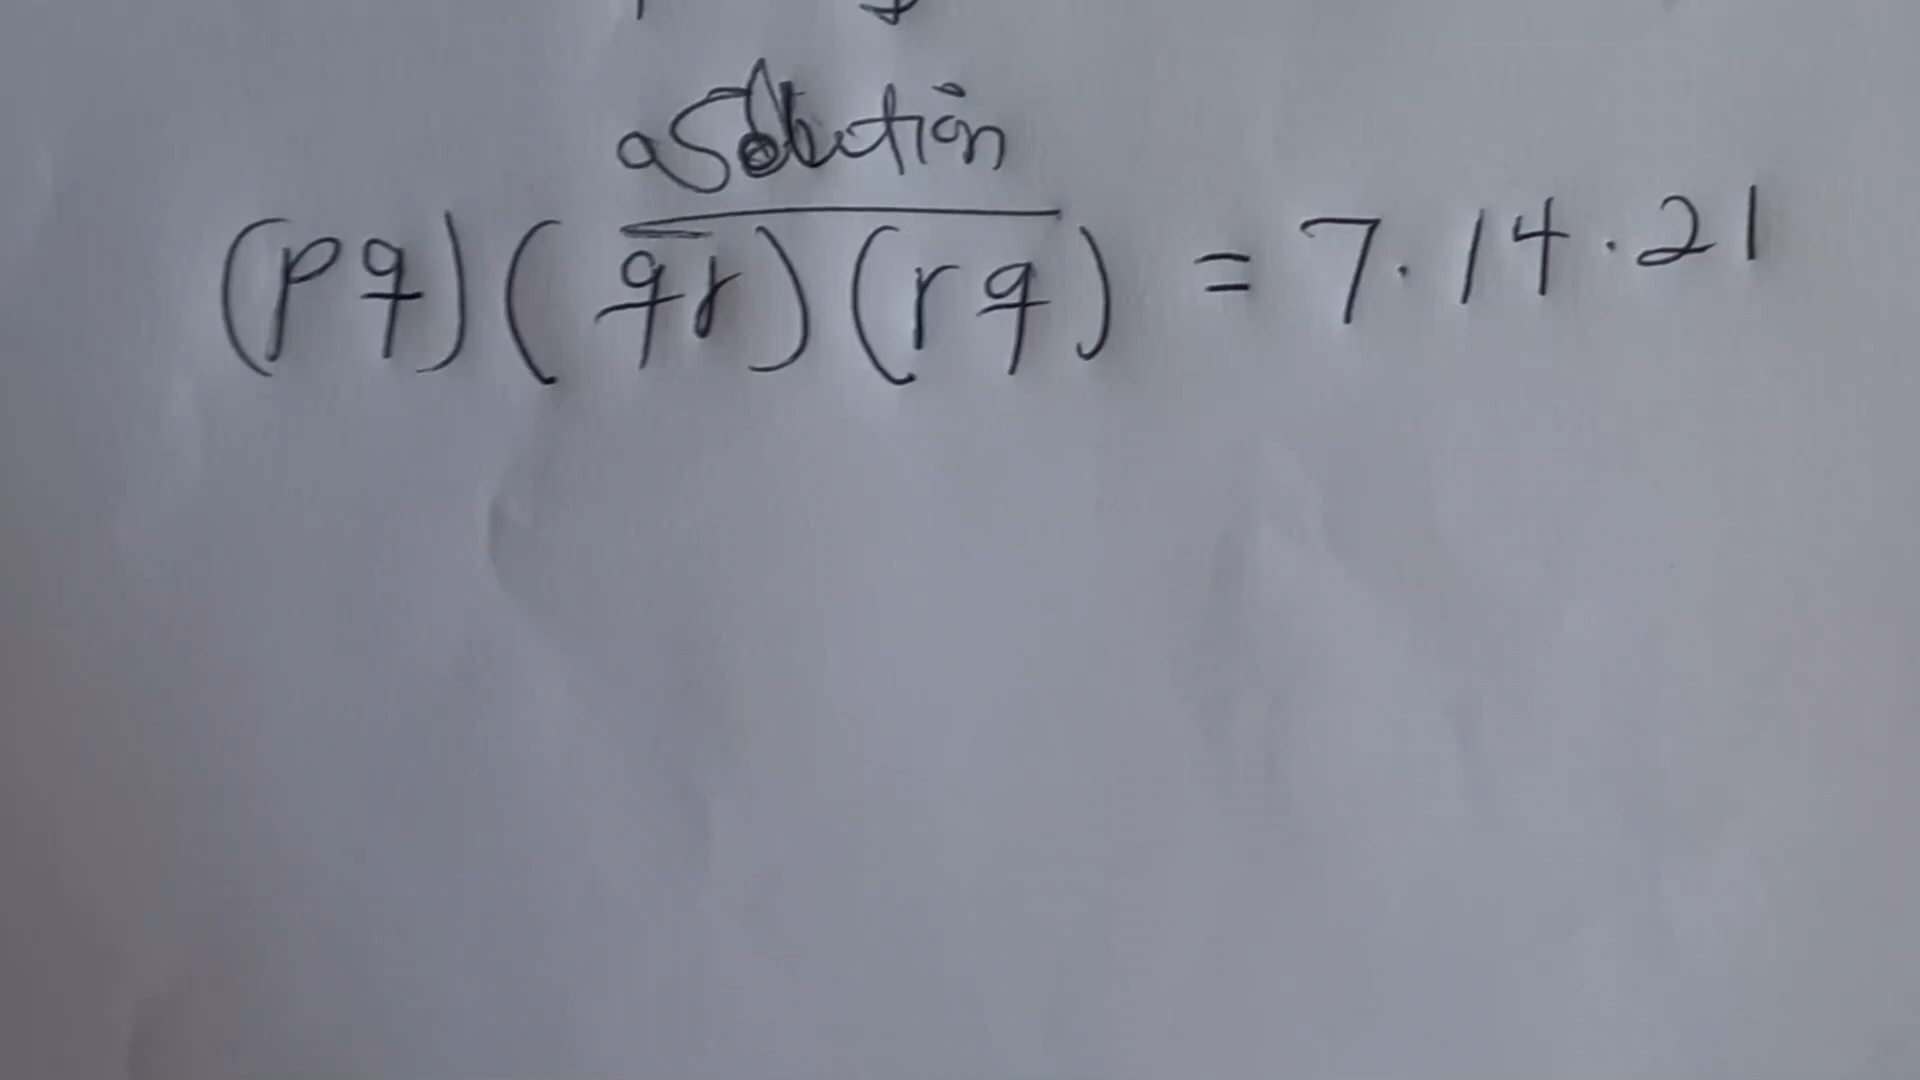 Solution
(pq)(qr)(rq) = 7.14.21